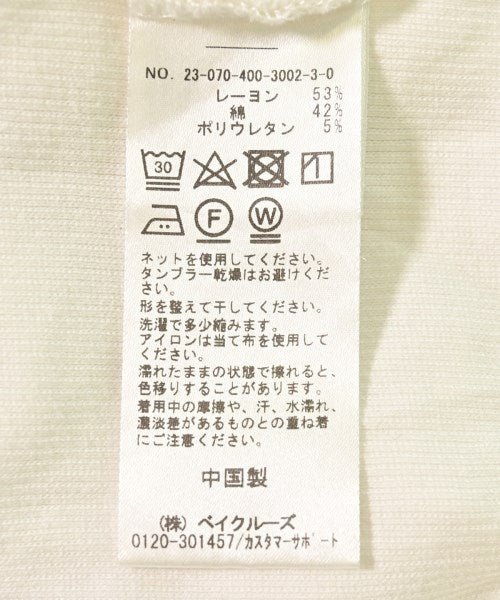 NO. 23-070-400-3002-3-0
レーヨン 53%
綿 42%
ポリウレタン 5%
30
F W
ネットを使用してください。
タンブラー乾燥はお避けくだ
さい。
形を整えて干してください。
洗濯で多少縮みます。
アイロンは当て布を使用して
ください。
濡れたままの状態で擦れると、
色移りすることがあります。
着用中の摩擦や、汗、水濡れ、
濃淡差があるものとの重ね着
にご注意ください。
中国製
(株) ベイクルーズ
0120-301457/カスタマーサポート